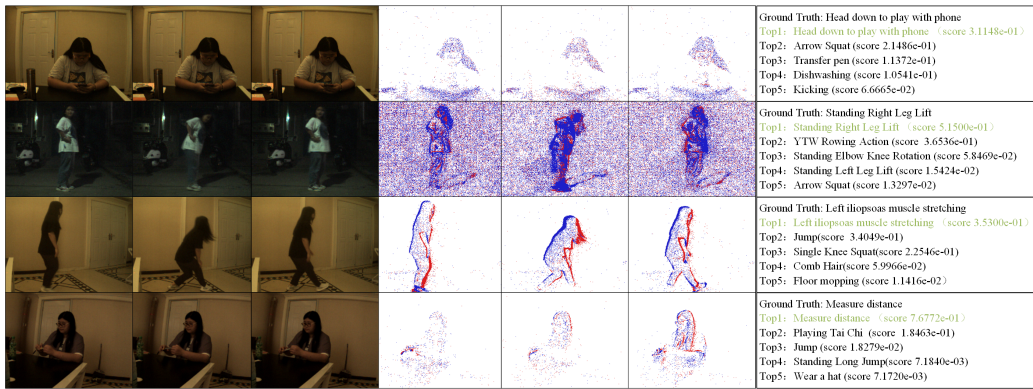 Ground Truth: Head down to play with phone
Top1: Head down to play with phone （score 3.1148e-01)
Top2: Arrow Squat (score 2.1486e-01)
Top3: Transfer pen (score 1.1372e-01)
Top4: Dishwashing (score 1.0541e-01)
Top5: Kicking (score 6.6665e-02)
Ground Truth: Standing Right Leg Lift
Top1: Standing Right Leg Lift （score 5.1500e-01)
Top2: YTW Rowing Action (score 3.6536e-01)
Top3: Standing Elbow Knee Rotation (score 5.8469e-02)
Top4: Standing Left Leg Lift (score 1.5424e-02)
Top5: Arrow Squat (score 1.3297e-02)
Ground Truth: Left iliopsoas muscle stretching
Top1: Left iliopsoas muscle stretching （score 3.5300e-01)
Top2: Jump(score 3.4049e-01)
Top3: Single Knee Squat(score 2.2546e-01)
Top4: Comb Hair(score 5.9966e-02)
Top5: Floor mopping (score 1.1416e-02）
Ground Truth: Measure distance
Top1: Measure distance （score 7.6772e-01)
Top2: Playing Tai Chi (score 1.8463e-01)
Top3: Jump (score 1.8279e-02)
Top4: Standing Long Jump(score 7.1840e-03)
Top5: Wear a hat (score 7.1720e-03)